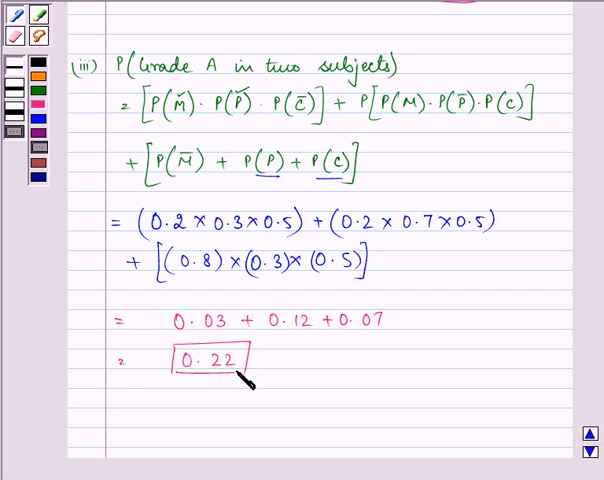 (iii) P(Grade A in two subjects)
= [P(M) · P(P) · P(C̄)] + P[P(M) · P(P̄) · P(C)]
+ [P(M̄) + P(P) + P(C)]
= (0.2 × 0.3 × 0.5) + (0.2 × 0.7 × 0.5)
+ [(0.8) × (0.3) × (0.5)]
= 0.03 + 0.12 + 0.07
= 0.22